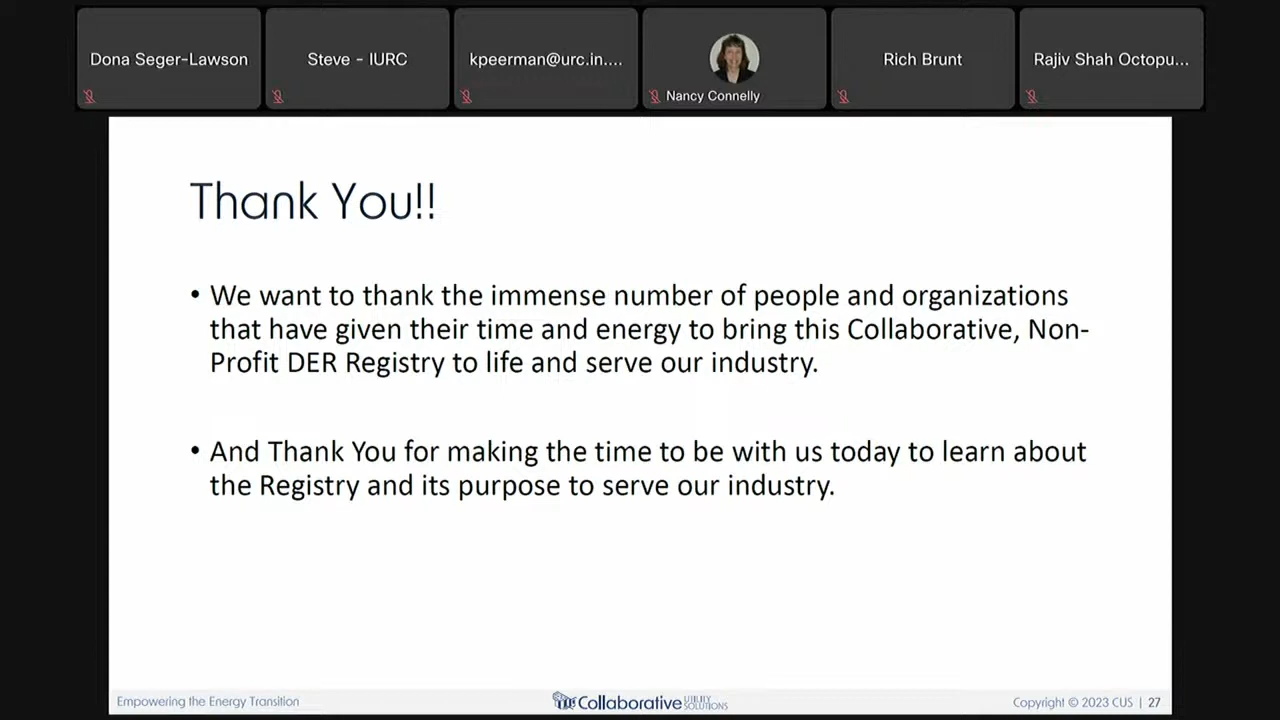 Dona Seger-Lawson
Steve - IURC
kpeerman@urc.in....
Nancy Connelly
Rich Brunt
Rajiv Shah Octopu...
Thank You!!
• We want to thank the immense number of people and organizations
that have given their time and energy to bring this Collaborative, Non-
Profit DER Registry to life and serve our industry.
• And Thank You for making the time to be with us today to learn about
the Registry and its purpose to serve our industry.
Empowering the Energy Transition
Collaborative UTILITY
SOLUTIONS
Copyright © 2023 CUS | 27